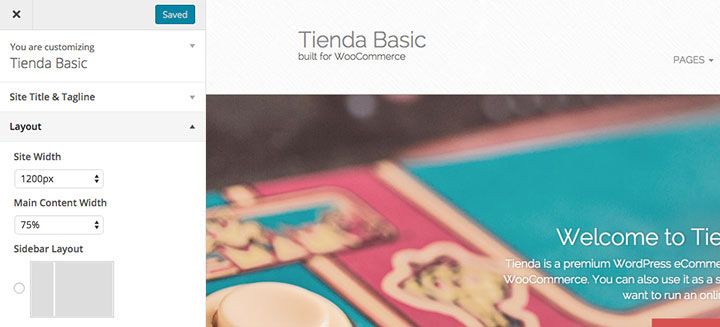 Saved
You are customizing
Tienda Basic
Site Title & Tagline
Layout
Site Width
1200px
Main Content Width
75%
Sidebar Layout
Tienda Basic
built for WooCommerce
PAGES
Welcome to Tie
Tienda is a premium WordPress eComme
WooCommerce. You can also use it as a s
want to run an onlin